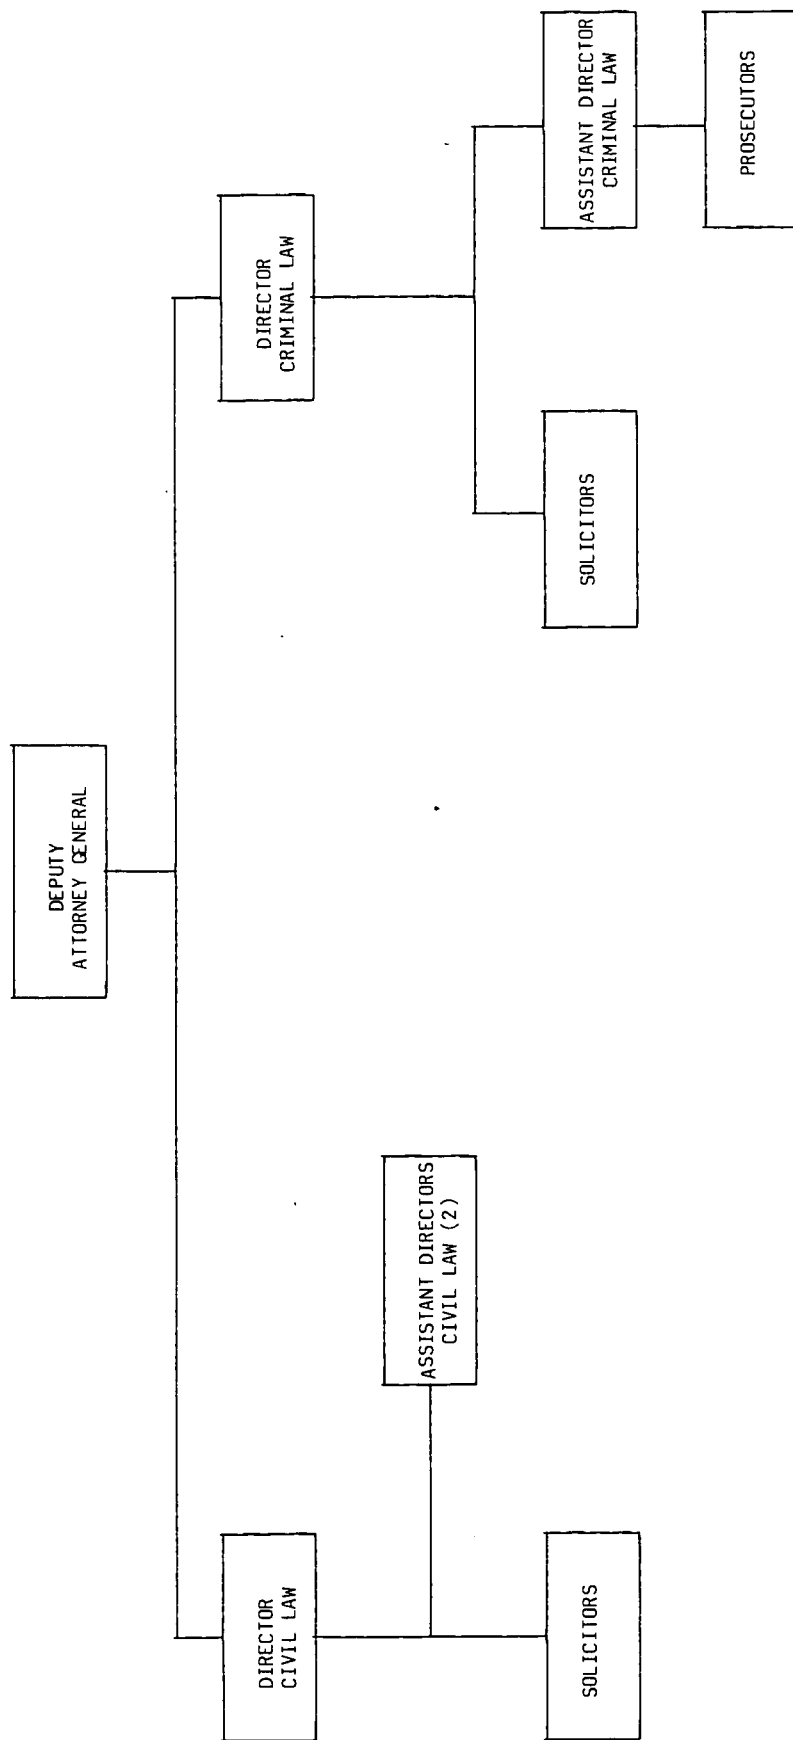 DEPUTY
ATTORNEY GENERAL
DIRECTOR
CIVIL LAW
DIRECTOR
CRIMINAL LAW
ASSISTANT DIRECTORS
CIVIL LAW (2)
SOLICITORS
SOLICITORS
ASSISTANT DIRECTOR
CRIMINAL LAW
PROSECUTORS